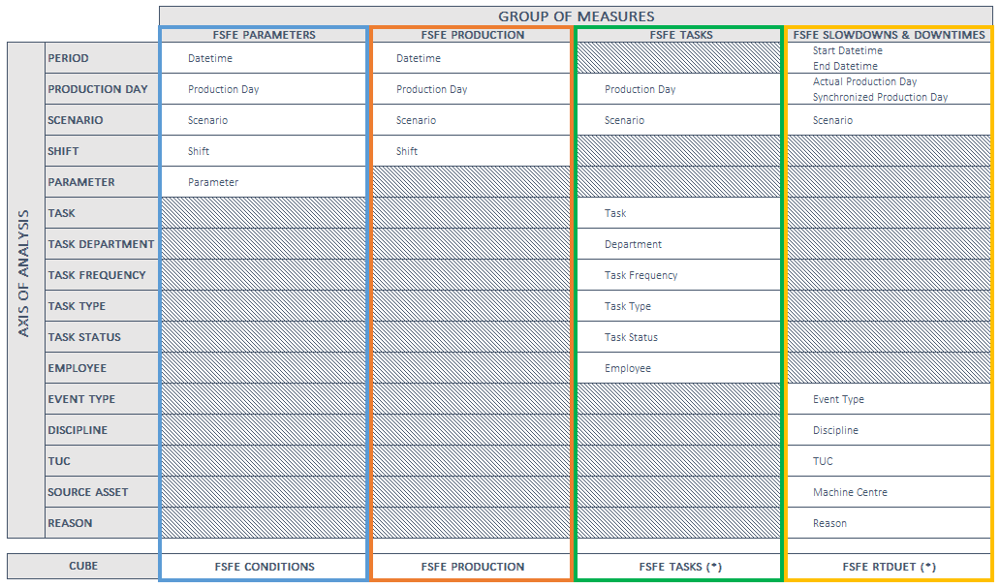 GROUP OF MEASURES
FSFE PARAMETERS FSFE PRODUCTION FSFE TASKS FSFE SLOWDOWNS & DOWNTIMES
AXIS OF ANALYSIS
PERIOD Datetime Datetime Start Datetime
End Datetime
PRODUCTION DAY Production Day Production Day Production Day Actual Production Day
Synchronized Production Day
SCENARIO Scenario Scenario Scenario Scenario
SHIFT Shift Shift
PARAMETER Parameter
TASK Task
TASK DEPARTMENT Department
TASK FREQUENCY Task Frequency
TASK TYPE Task Type
TASK STATUS Task Status
EMPLOYEE Employee
EVENT TYPE Event Type
DISCIPLINE Discipline
TUC TUC
SOURCE ASSET Machine Centre
REASON Reason
CUBE FSFE CONDITIONS FSFE PRODUCTION FSFE TASKS (*) FSFE RTDUET (*)